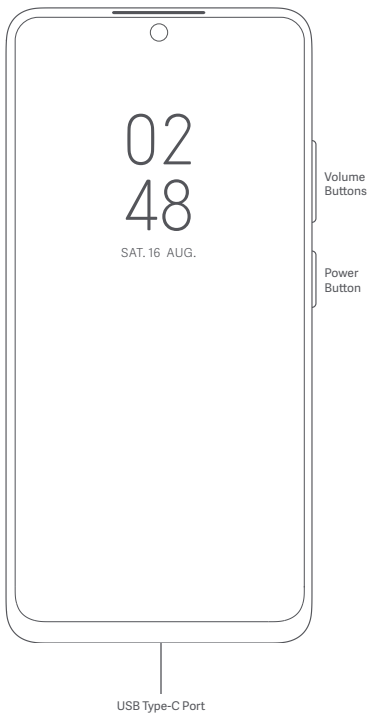 02
48
SAT. 16 AUG.
Volume
Buttons
Power
Button
USB Type-C Port